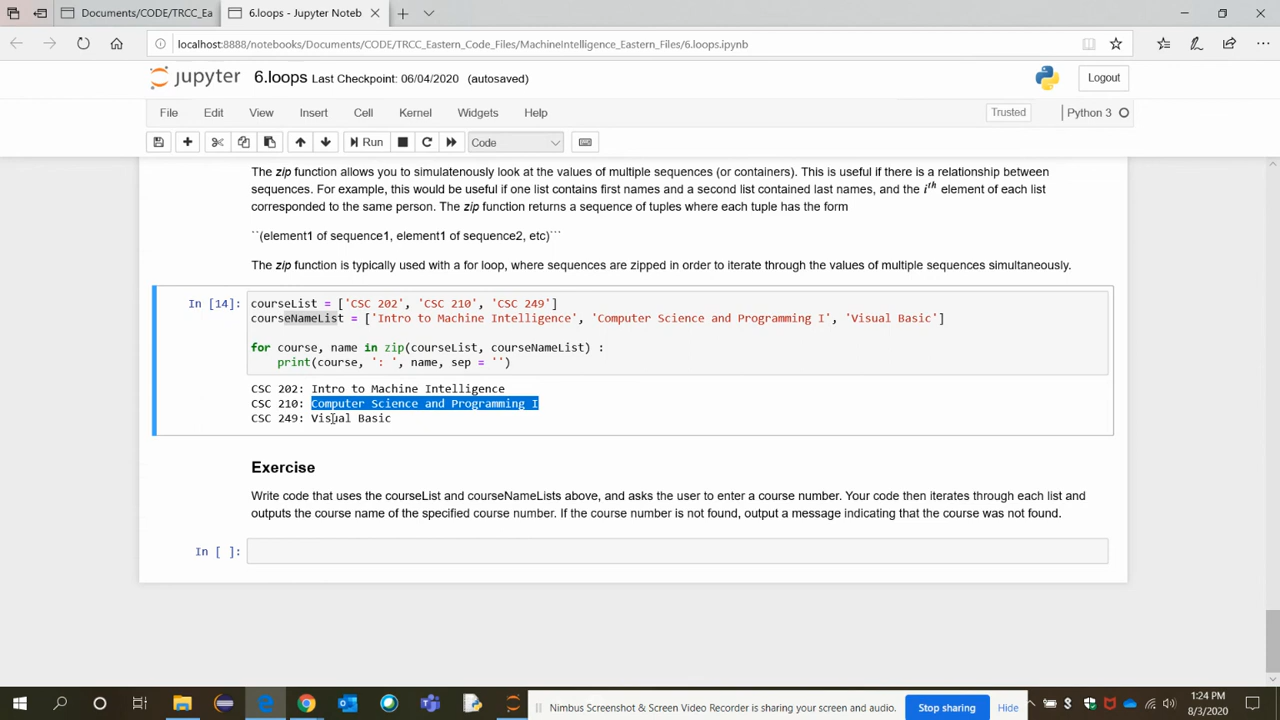 Documents/CODE/TRCC_Ea
6.loops - Jupyter Noteb
localhost:8888/notebooks/Documents/CODE/TRCC_Eastern_Code_Files/MachineIntelligence_Eastern_Files/6.loops.ipynb
jupyter 6.loops Last Checkpoint: 06/04/2020 (autosaved)
Logout
File Edit View Insert Cell Kernel Widgets Help
Trusted
Python 3
Run
Code
The zip function allows you to simulatenously look at the values of multiple sequences (or containers). This is useful if there is a relationship between
sequences. For example, this would be useful if one list contains first names and a second list contained last names, and the ith element of each list
corresponded to the same person. The zip function returns a sequence of tuples where each tuple has the form
``(element1 of sequence1, element1 of sequence2, etc)```
The zip function is typically used with a for loop, where sequences are zipped in order to iterate through the values of multiple sequences simultaneously.
In [14]: courseList = ['CSC 202', 'CSC 210', 'CSC 249']
courseNameList = ['Intro to Machine Intelligence', 'Computer Science and Programming I', 'Visual Basic']
for course, name in zip(courseList, courseNameList) :
print(course, ': ', name, sep = '')
CSC 202: Intro to Machine Intelligence
CSC 210: Computer Science and Programming I
CSC 249: Visual Basic
Exercise
Write code that uses the courseList and courseNameLists above, and asks the user to enter a course number. Your code then iterates through each list and
outputs the course name of the specified course number. If the course number is not found, output a message indicating that the course was not found.
In [ ]:
Nimbus Screenshot & Screen Video Recorder is sharing your screen and audio.
Stop sharing
Hide
1:24 PM
8/3/2020